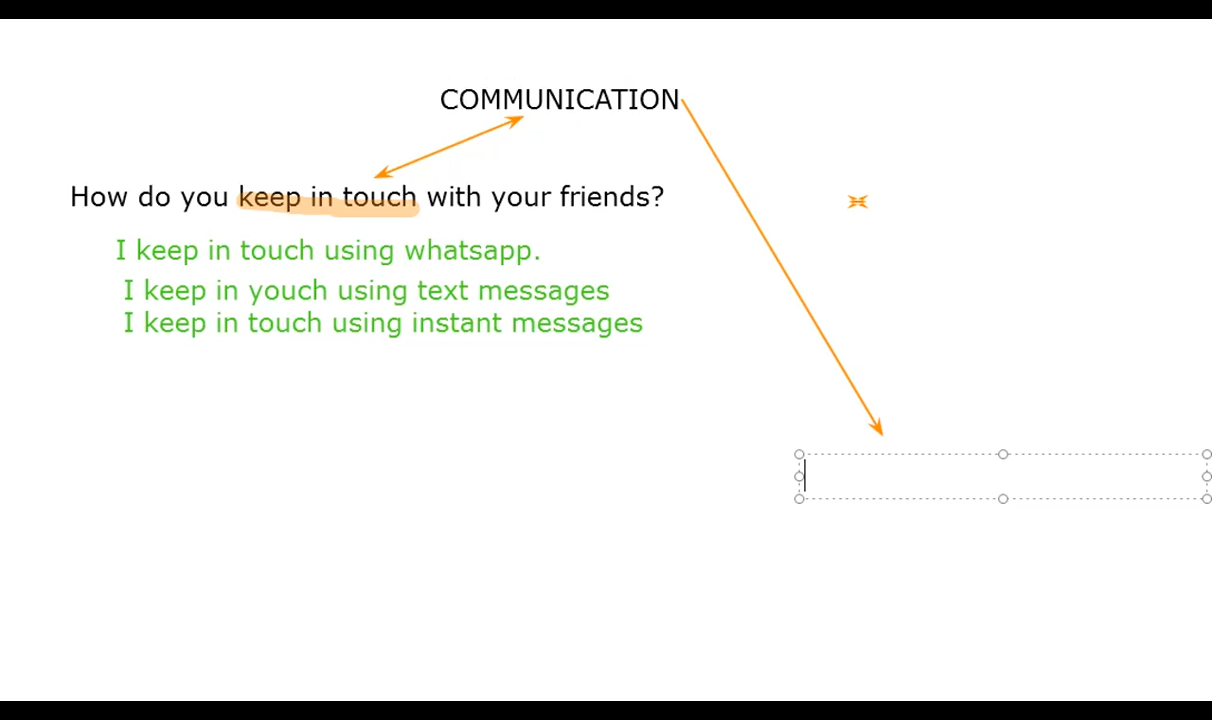 COMMUNICATION
How do you keep in touch with your friends?
I keep in touch using whatsapp.
I keep in youch using text messages
I keep in touch using instant messages